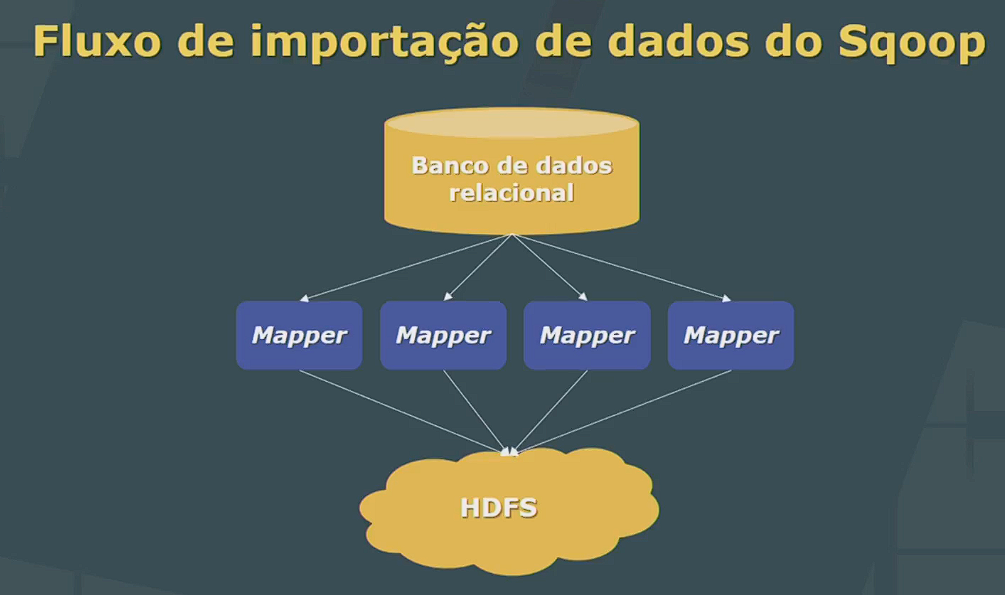 Fluxo de importação de dados do Sqoop
Banco de dados
relacional
Mapper
Mapper
Mapper
Mapper
HDFS